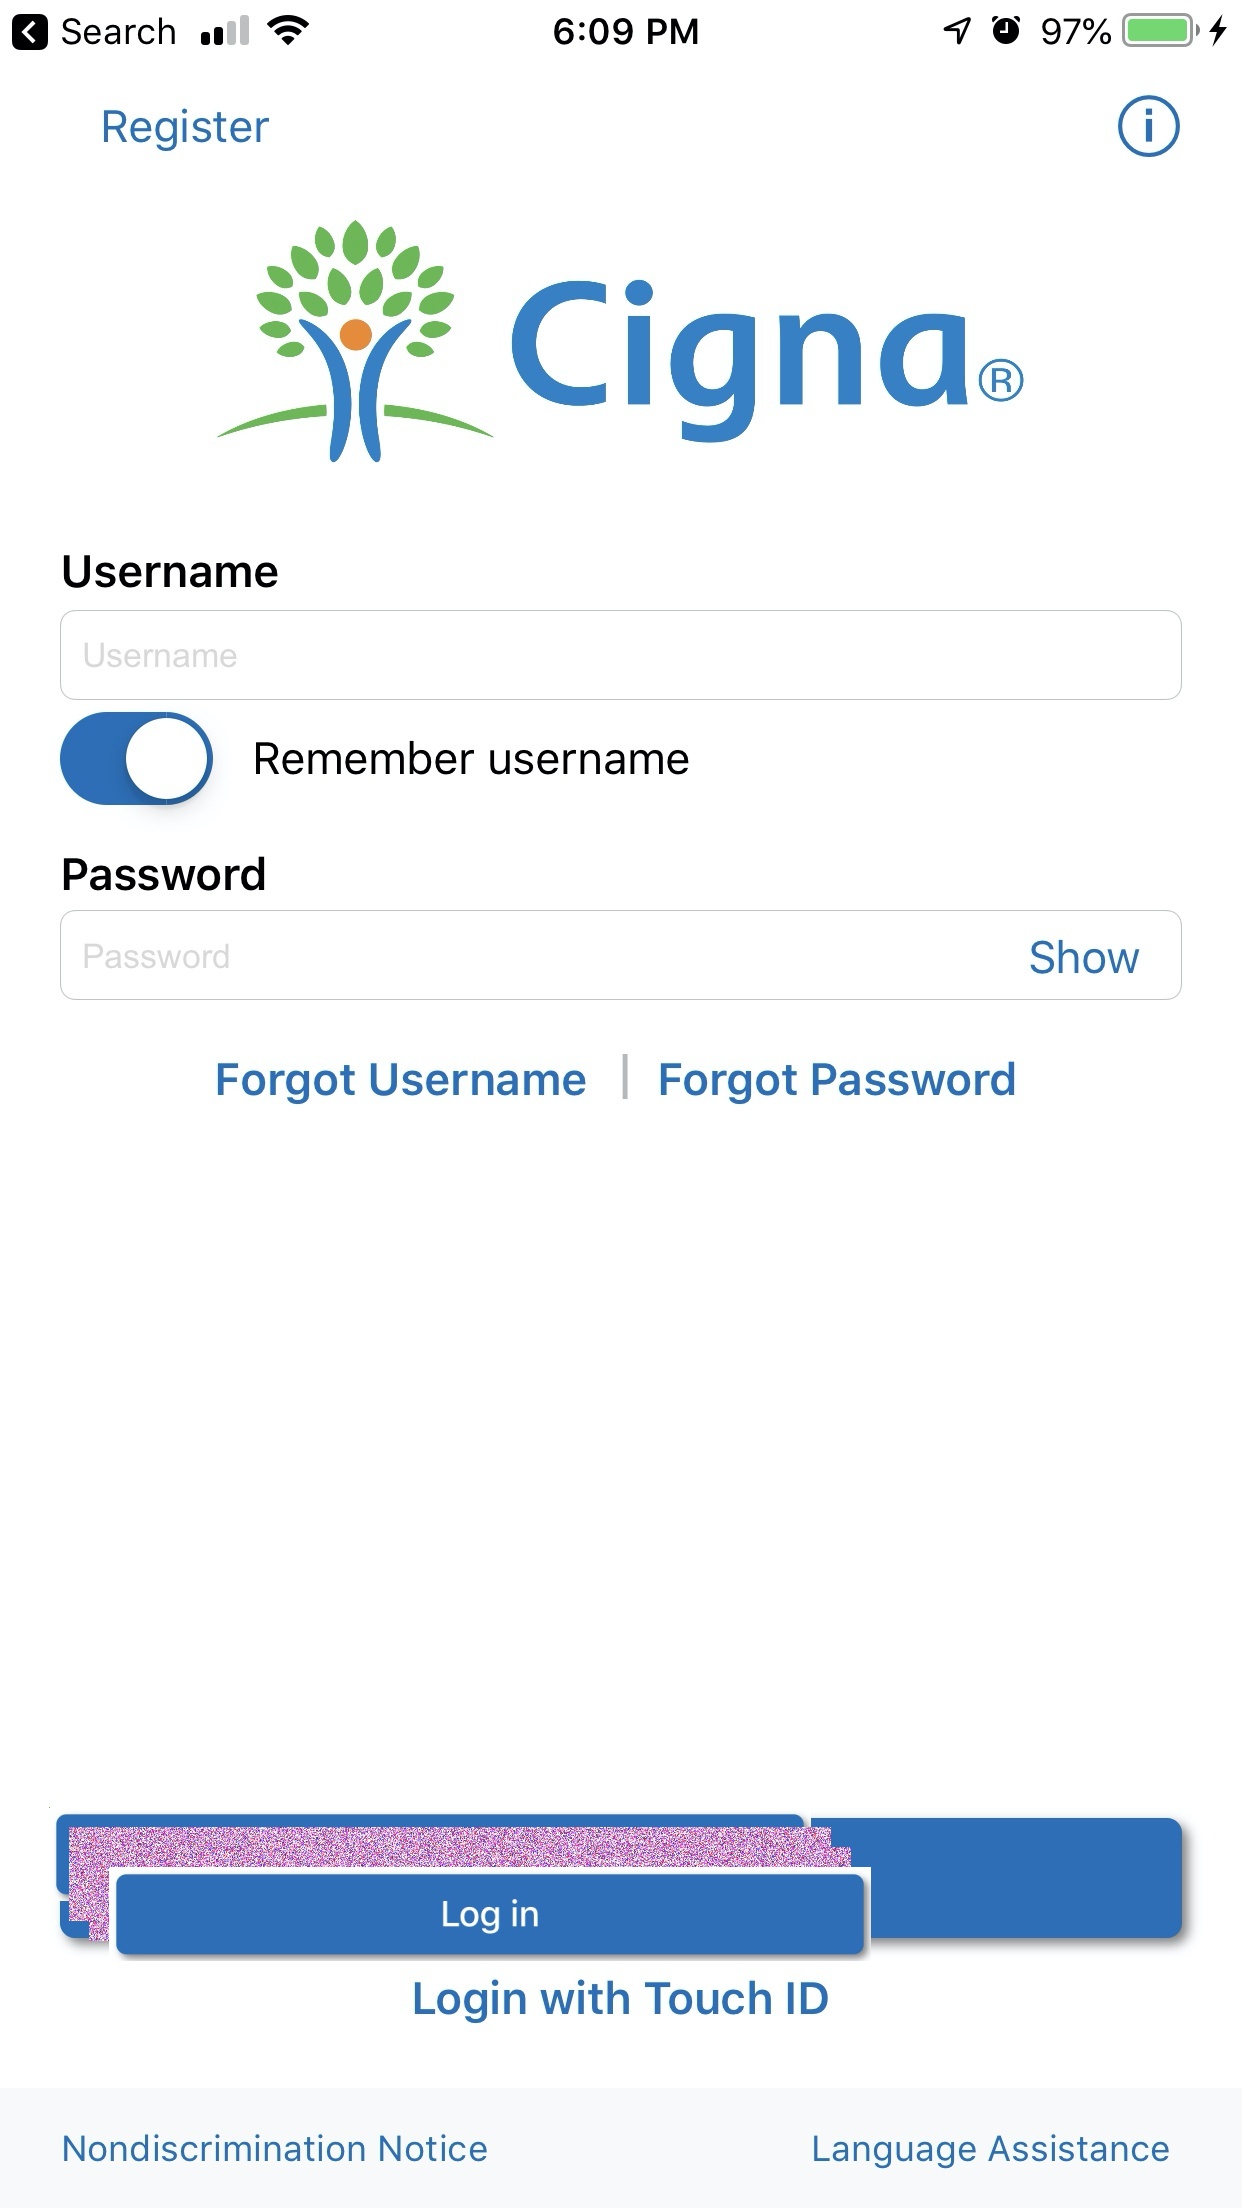 Search 6:09 PM 97%
Register
Cigna®
Username
Username
Remember username
Password
Password Show
Forgot Username | Forgot Password
Log in
Login with Touch ID
Nondiscrimination Notice Language Assistance